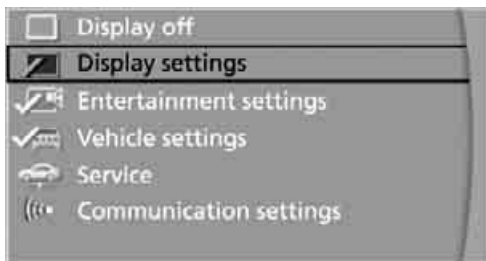 Display off
Display settings
Entertainment settings
Vehicle settings
Service
Communication settings